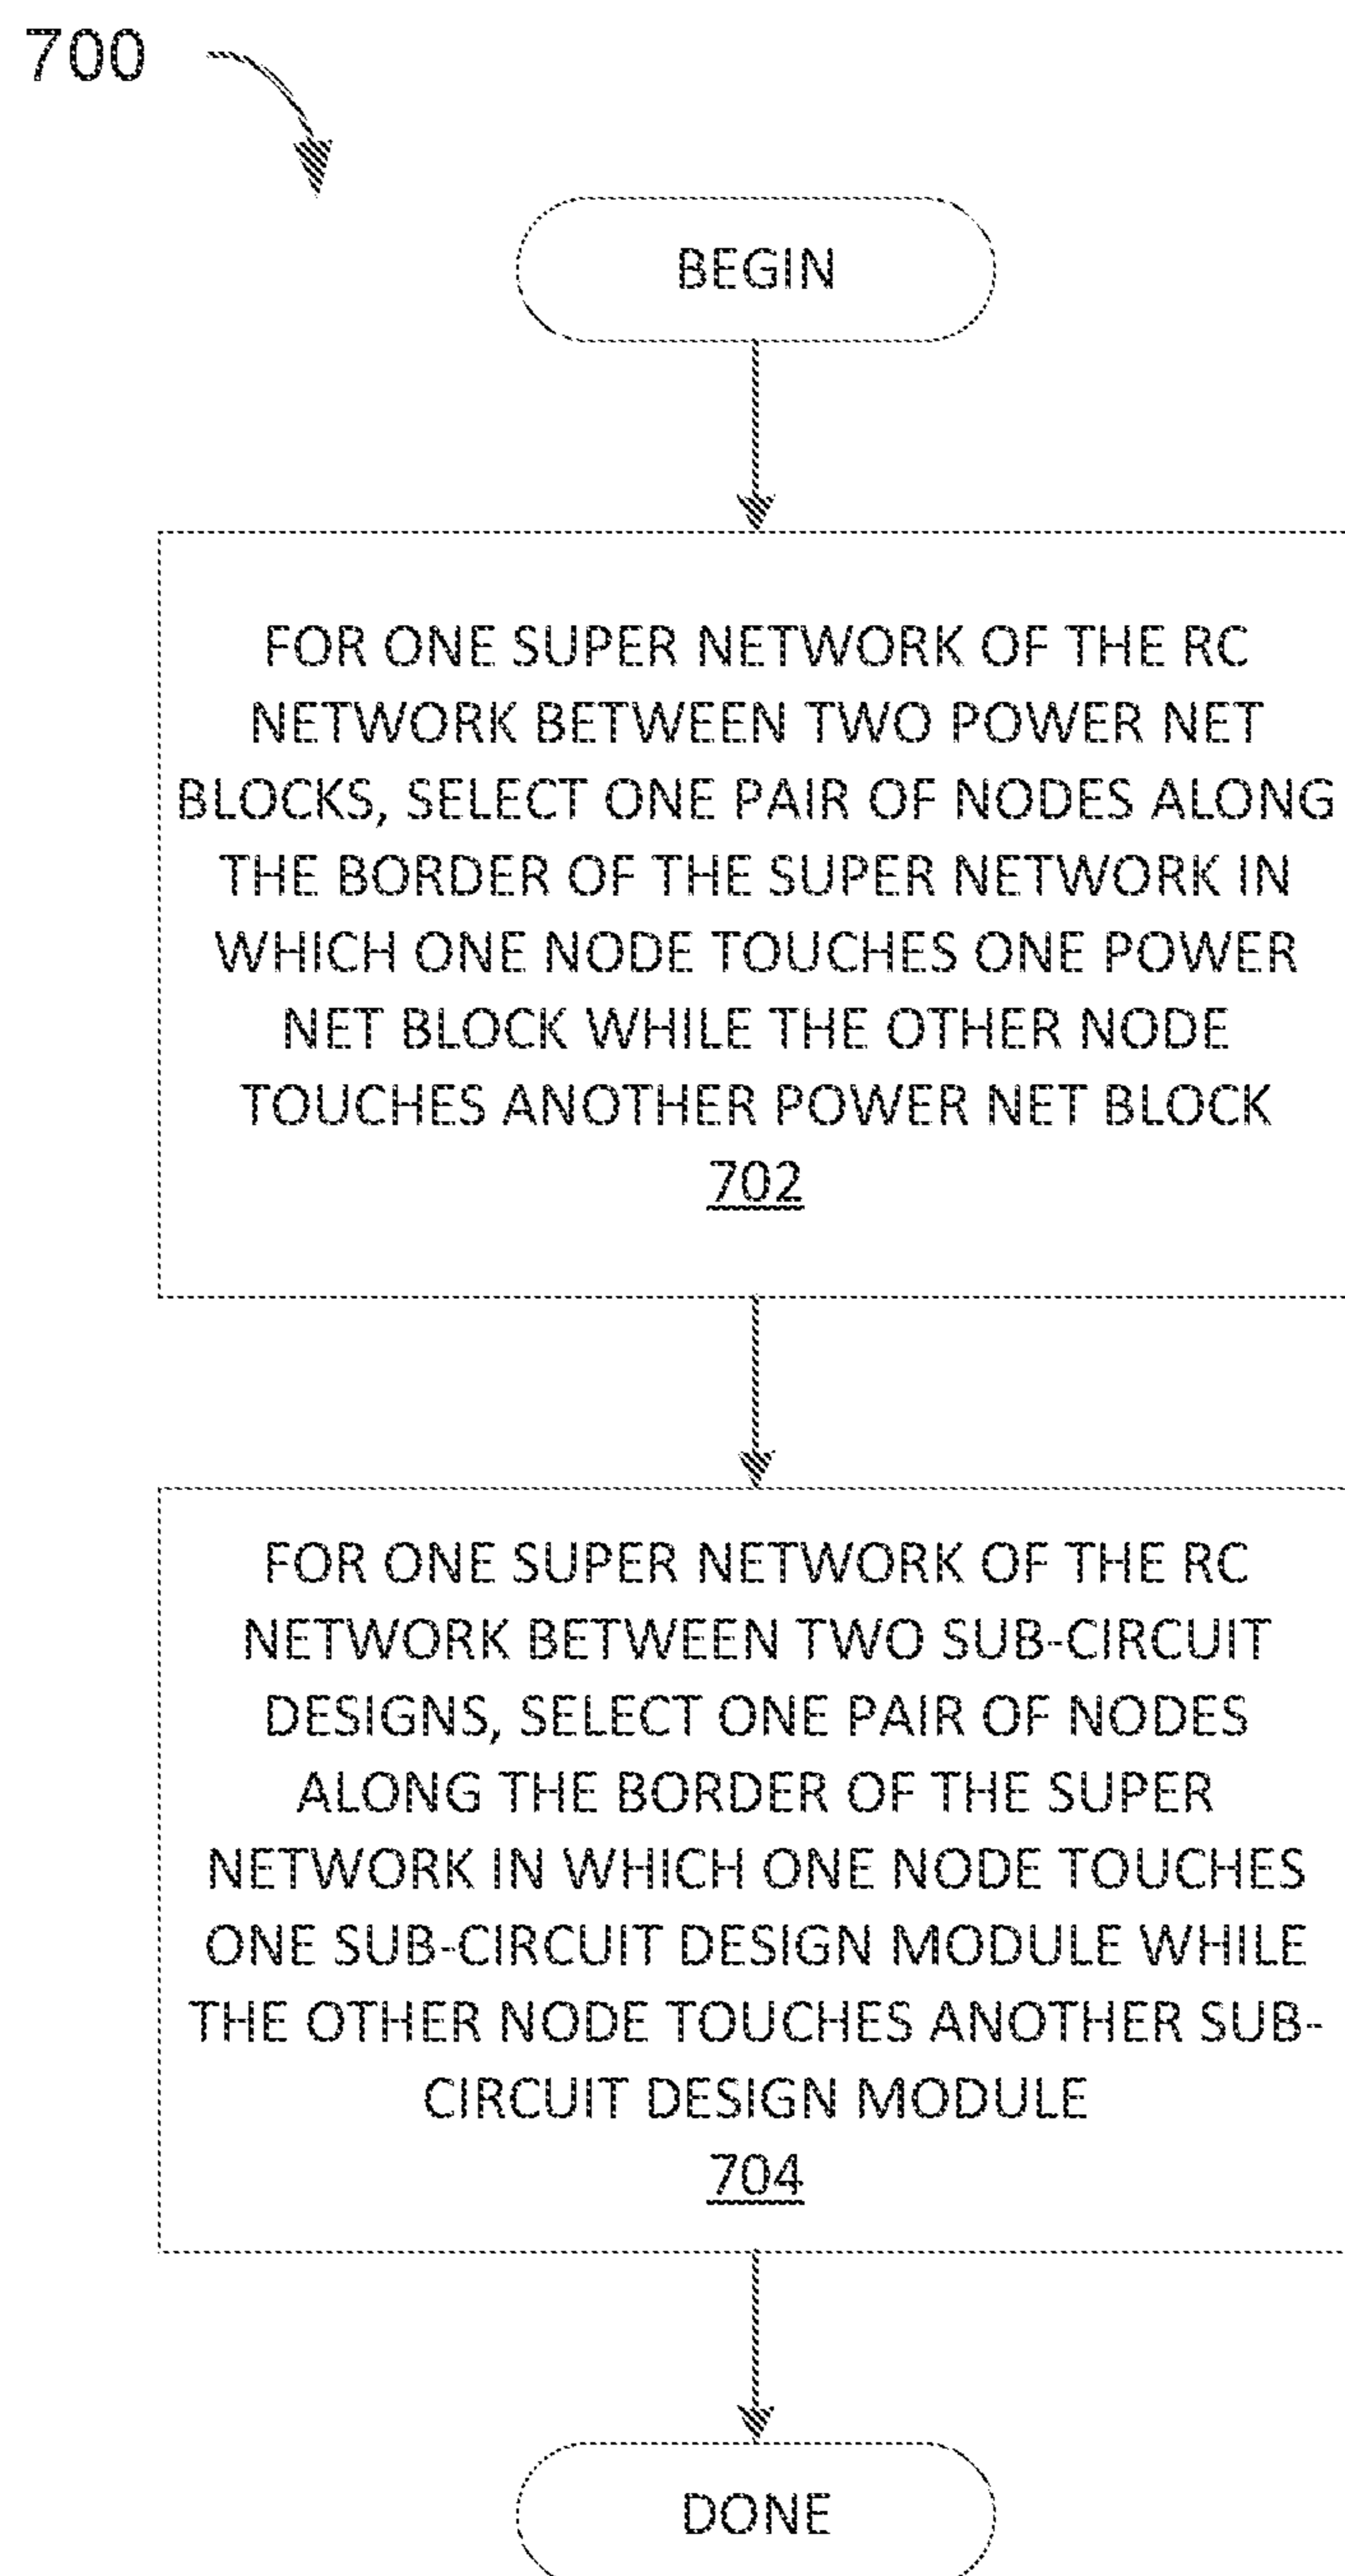 700
BEGIN
FOR ONE SUPER NETWORK OF THE RC
NETWORK BETWEEN TWO POWER NET
BLOCKS, SELECT ONE PAIR OF NODES ALONG
THE BORDER OF THE SUPER NETWORK IN
WHICH ONE NODE TOUCHES ONE POWER
NET BLOCK WHILE THE OTHER NODE
TOUCHES ANOTHER POWER NET BLOCK
702
FOR ONE SUPER NETWORK OF THE RC
NETWORK BETWEEN TWO SUB-CIRCUIT
DESIGNS, SELECT ONE PAIR OF NODES
ALONG THE BORDER OF THE SUPER
NETWORK IN WHICH ONE NODE TOUCHES
ONE SUB-CIRCUIT DESIGN MODULE WHILE
THE OTHER NODE TOUCHES ANOTHER SUB-
CIRCUIT DESIGN MODULE
704
DONE